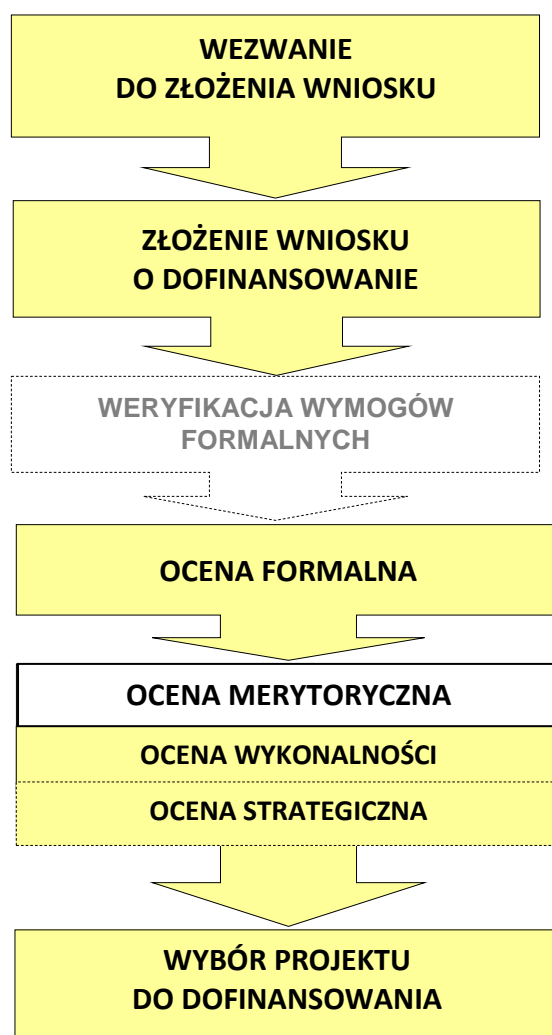 WEZWANIE
DO ZŁOŻENIA WNIOSKU
ZŁOŻENIE WNIOSKU
O DOFINANSOWANIE
WERYFIKACJA WYMOGÓW
FORMALNYCH
OCENA FORMALNA
OCENA MERYTORYCZNA
OCENA WYKONALNOŚCI
OCENA STRATEGICZNA
WYBÓR PROJEKTU
DO DOFINANSOWANIA